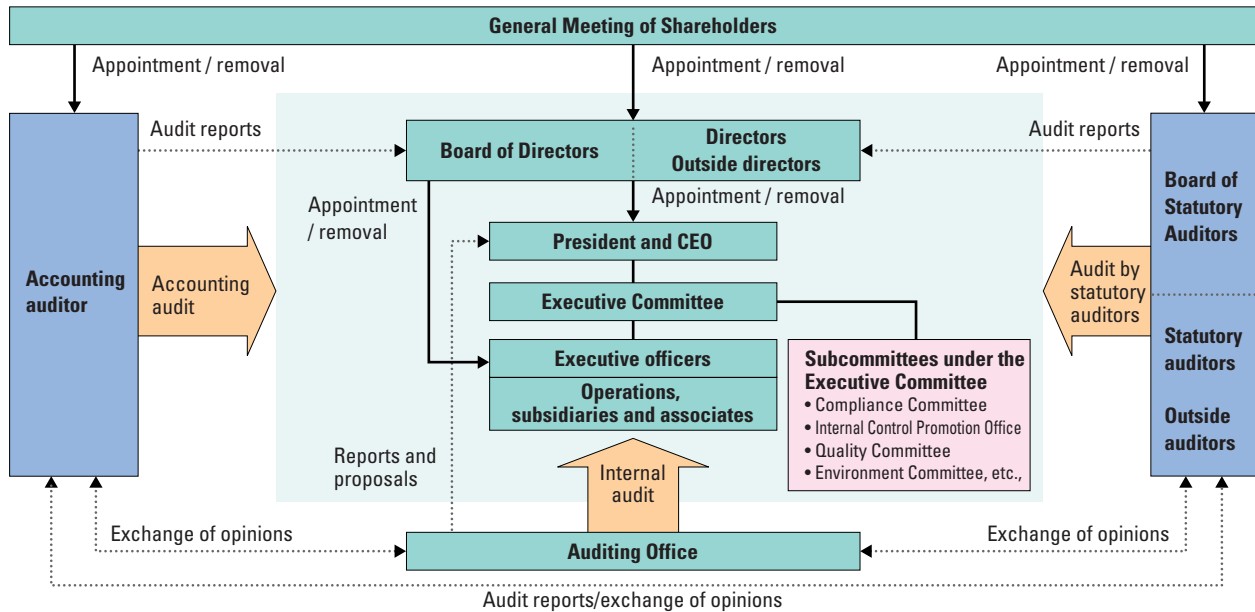 General Meeting of Shareholders
Appointment / removal
Appointment / removal
Appointment / removal
Audit reports
Board of Directors
Directors
Outside directors
Audit reports
Appointment / removal
Appointment
/ removal
Accounting
auditor
Accounting
audit
President and CEO
Executive Committee
Executive officers
Operations,
subsidiaries and associates
Subcommittees under the
Executive Committee
• Compliance Committee
• Internal Control Promotion Office
• Quality Committee
• Environment Committee, etc.,
Board of
Statutory
Auditors
Audit by
statutory
auditors
Statutory
auditors
Outside
auditors
Reports and
proposals
Internal
audit
Exchange of opinions
Auditing Office
Exchange of opinions
Audit reports/exchange of opinions